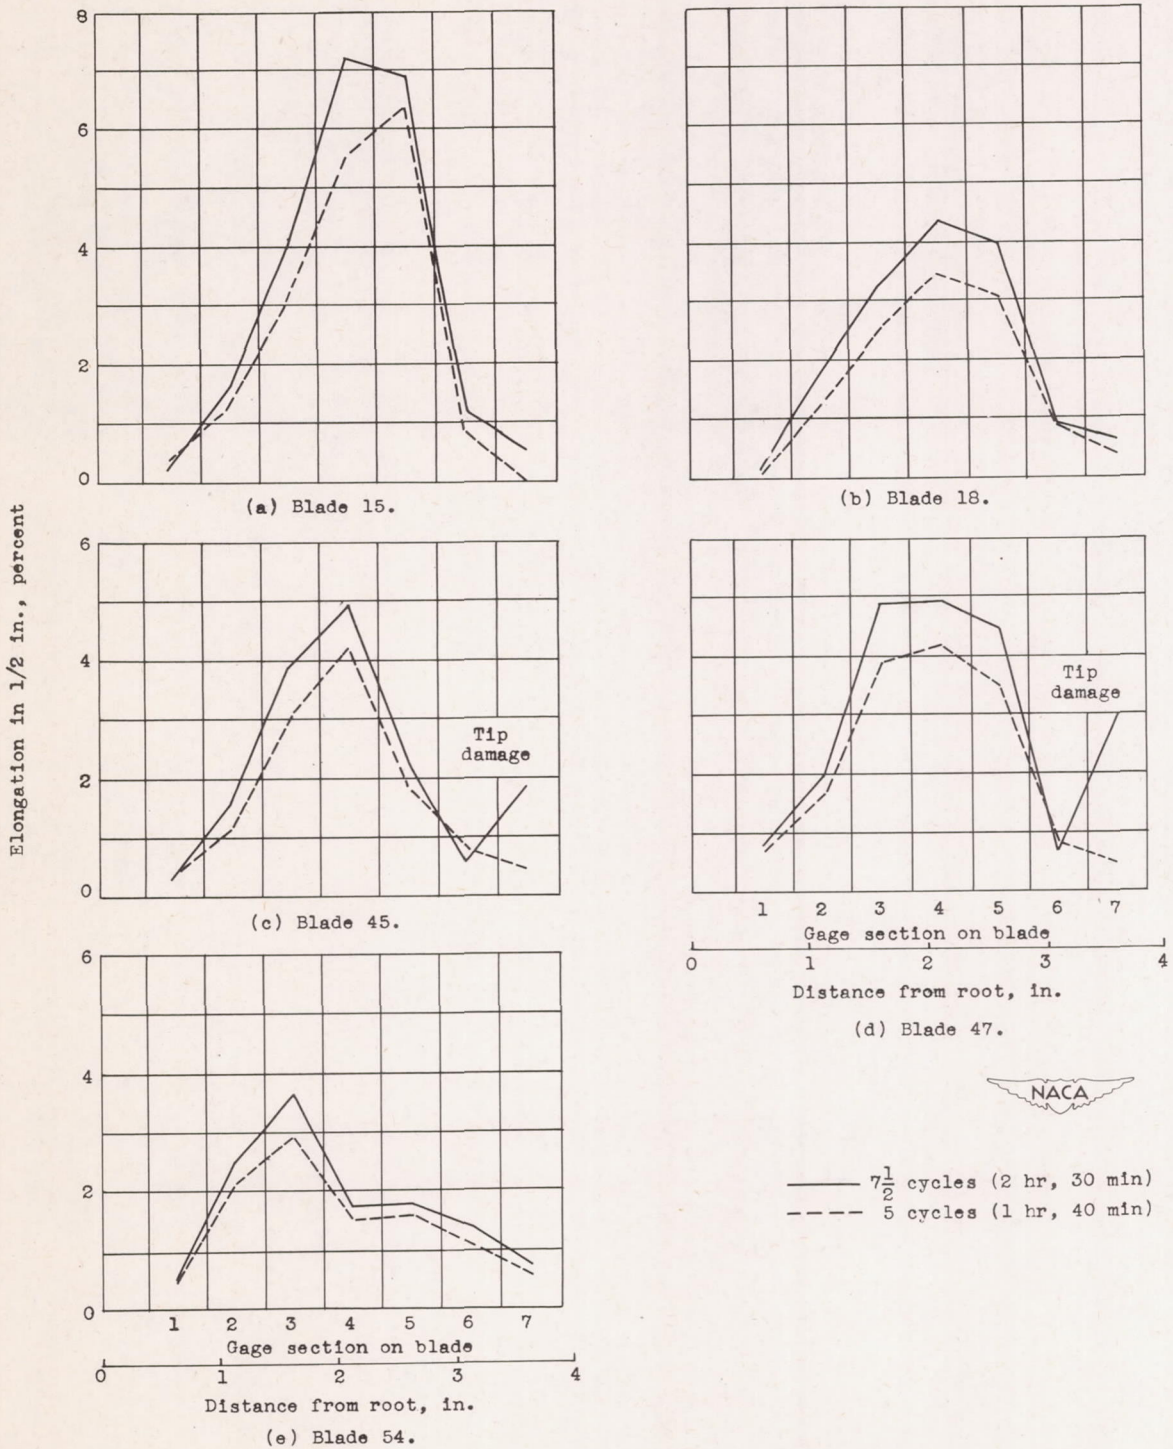 8
6
4
2
0
(a) Blade 15.
(b) Blade 18.
Elongation in 1/2 in., percent
6
4
2
0
Tip
damage
(c) Blade 45.
Tip
damage
1 2 3 4 5 6 7
Gage section on blade
0 1 2 3 4
Distance from root, in.
(d) Blade 47.
6
4
2
0
1 2 3 4 5 6 7
Gage section on blade
0 1 2 3 4
Distance from root, in.
(e) Blade 54.
NACA
7 1/2 cycles (2 hr, 30 min)
5 cycles (1 hr, 40 min)